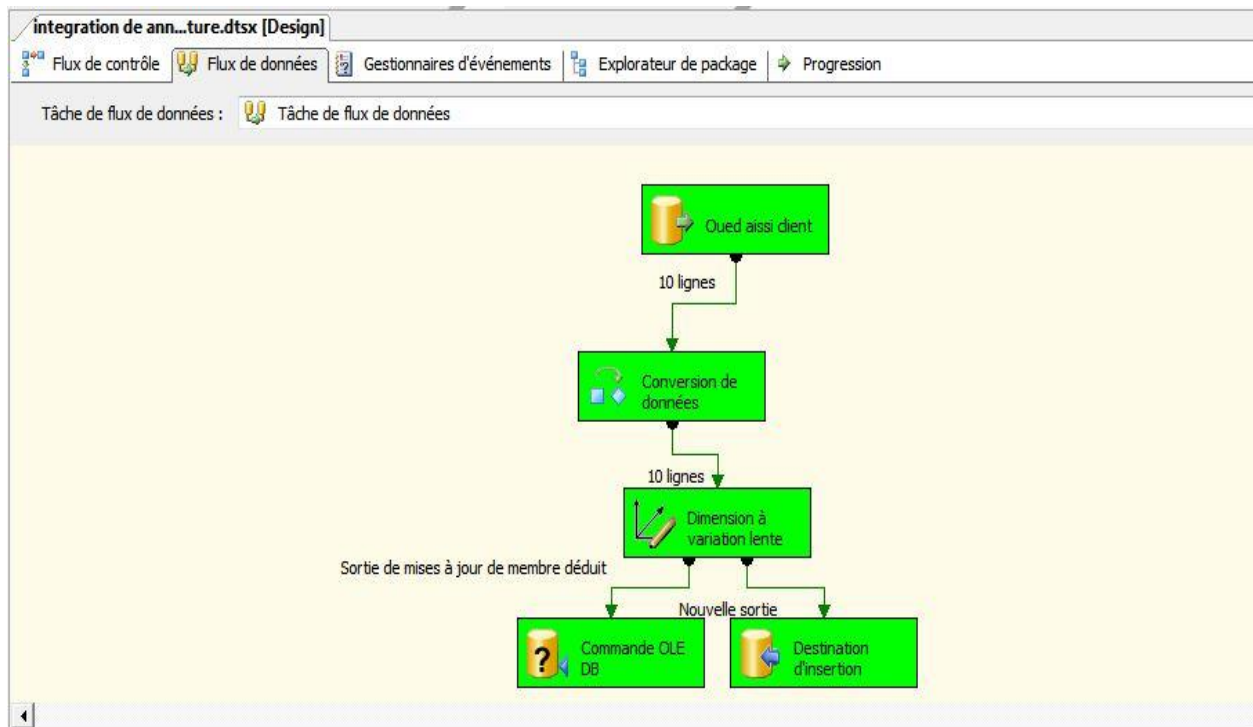 integration de ann...ture.dtsx [Design]
Flux de contrôle Flux de données Gestionnaires d'événements Explorateur de package Progression
Tâche de flux de données : Tâche de flux de données
Oued aissi client
10 lignes
Conversion de
données
10 lignes
Dimension à
variation lente
Sortie de mises à jour de membre déduit
Nouvelle sortie
Commande OLE
DB
Destination
d'insertion